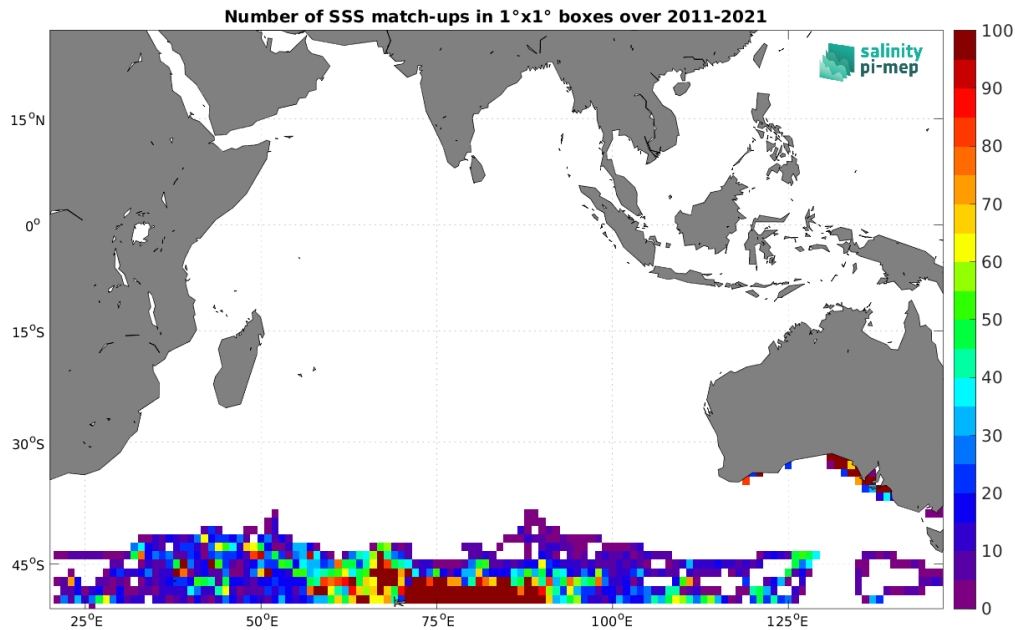 Number of SSS match-ups in 1°x1° boxes over 2011-2021
salinity
pi-mep
15°N
0°
15°S
30°S
45°S
25°E
50°E
75°E
100°E
125°E
100
90
80
70
60
50
40
30
20
10
0